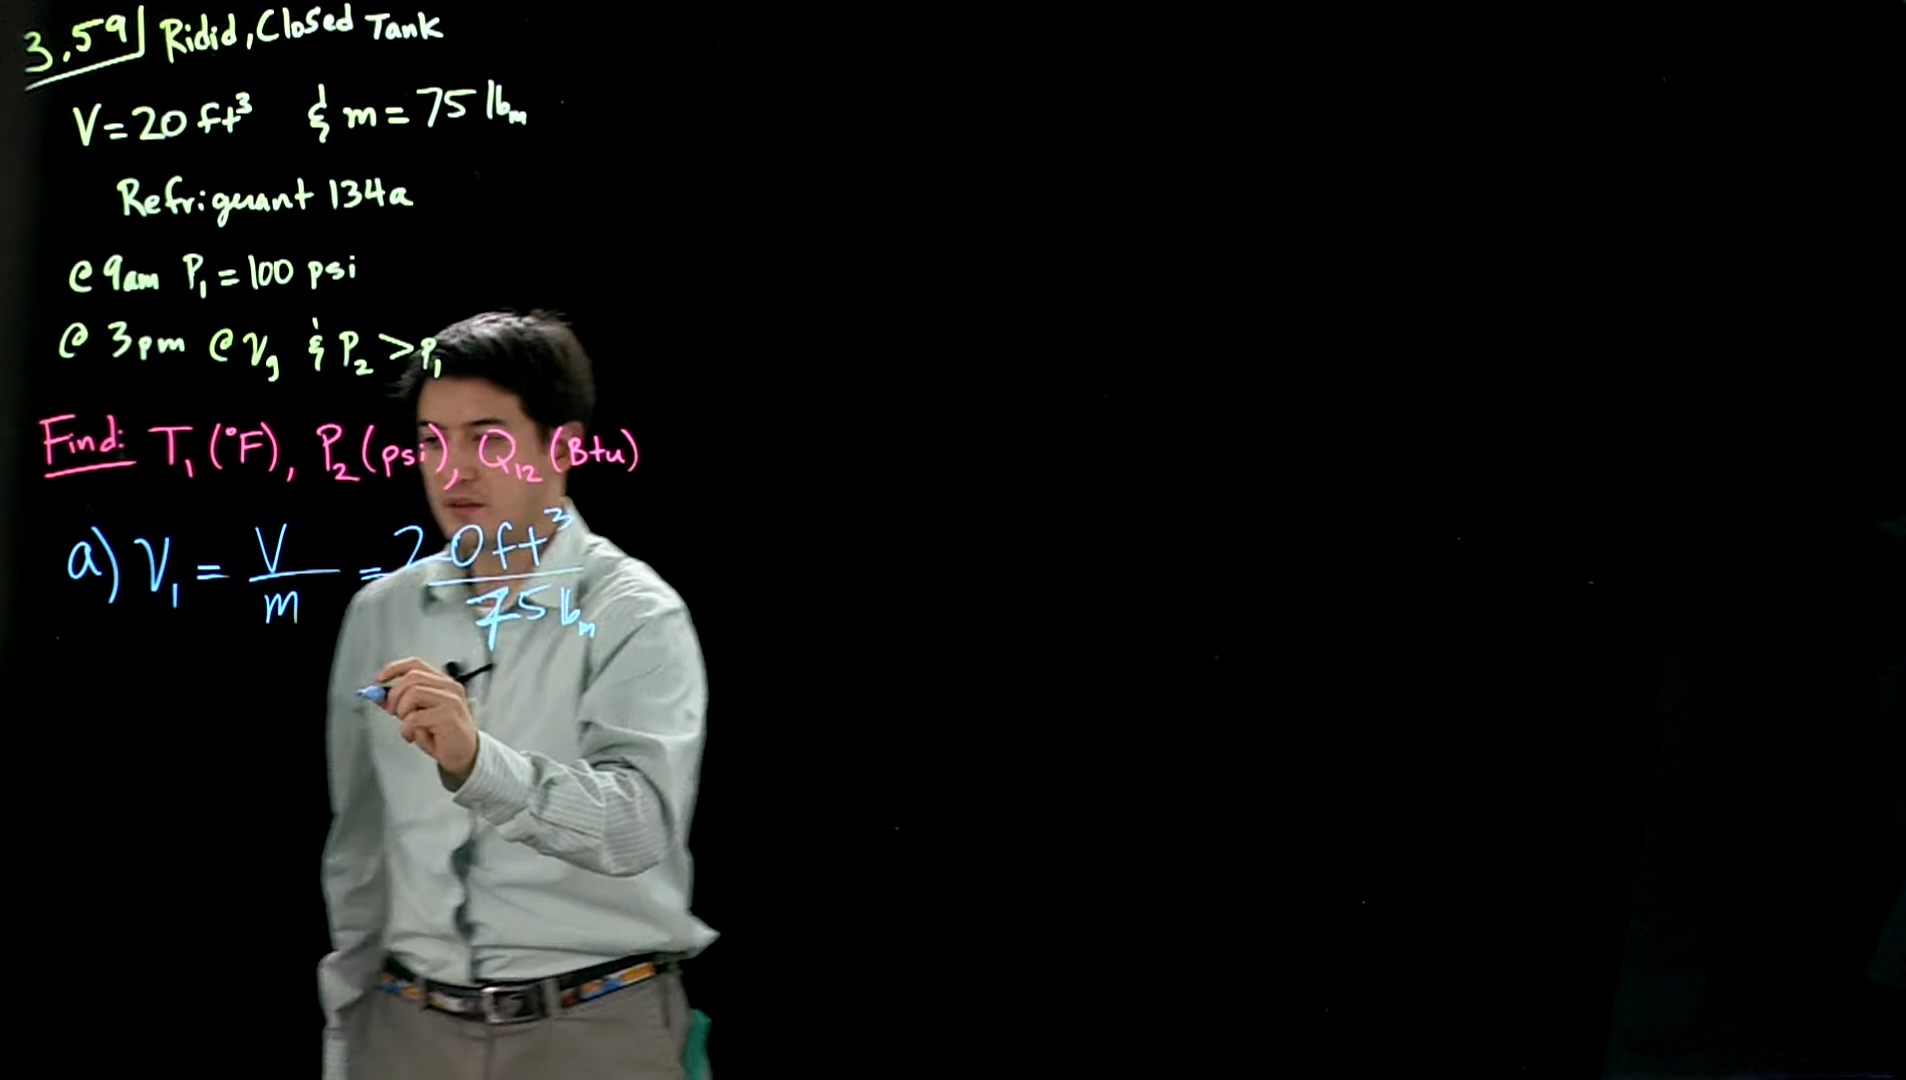 3.59 Ridid, Closed Tank
V=20 ft³ & m= 75 lbm
Refrigerant 134a
@ 9am P₁ = 100 psi
@ 3pm @ vg & P₂ > P₁
Find: T₁ (°F), P₂ (psi), Q₁₂ (Btu)
a) v₁ = V/m = 20 ft³/75 lbm